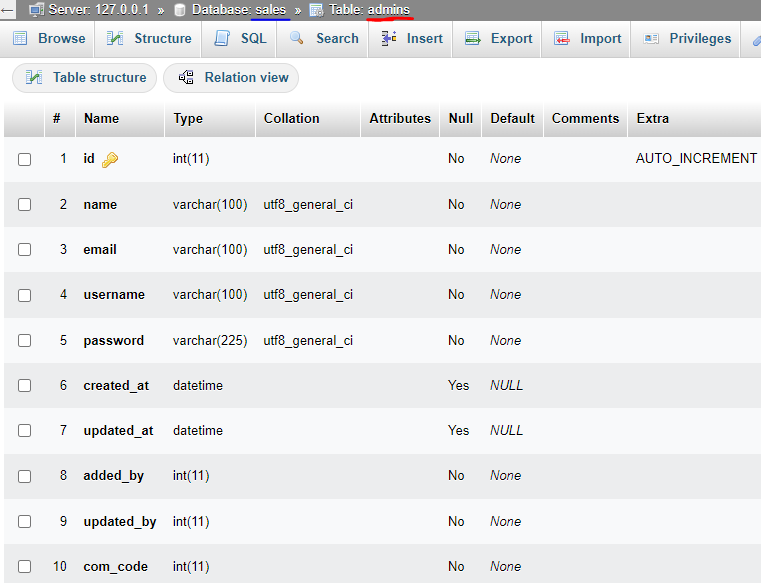 Server: 127.0.0.1 » Database: sales » Table: admins
Browse Structure SQL Search Insert Export Import Privileges
Table structure Relation view
# Name Type Collation Attributes Null Default Comments Extra
1 id int(11) No None AUTO_INCREMENT
2 name varchar(100) utf8_general_ci No None
3 email varchar(100) utf8_general_ci No None
4 username varchar(100) utf8_general_ci No None
5 password varchar(225) utf8_general_ci No None
6 created_at datetime Yes NULL
7 updated_at datetime Yes NULL
8 added_by int(11) No None
9 updated_by int(11) No None
10 com_code int(11) No None